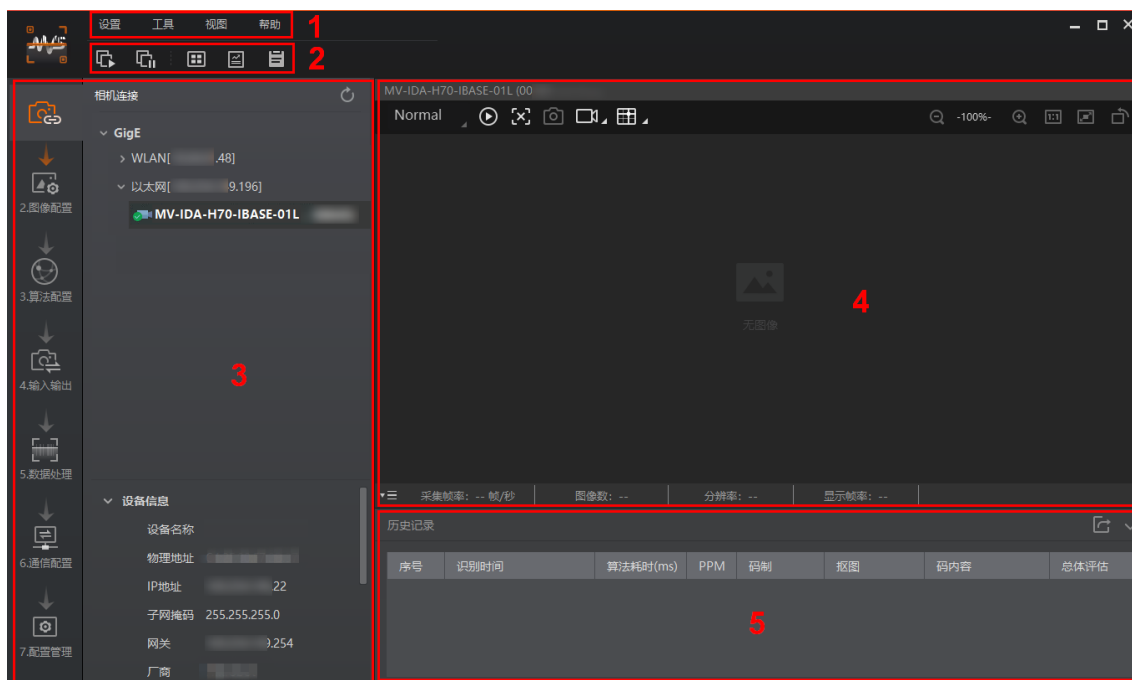 设置 工具 视图 帮助 1
2
相机连接
GigE
WLAN[ .48]
以太网[ 9.196]
MV-IDA-H70-IBASE-01L
2.图像配置
3.算法配置
4.输入输出
5.数据处理
6.通信配置
7.配置管理
3
设备信息
设备名称
物理地址
IP地址 22
子网掩码 255.255.255.0
网关 9.254
厂商
MV-IDA-H70-IBASE-01L (00
Normal -100%- 1:1
无图像
4
采集帧率: -- 帧/秒 图像数: -- 分辨率: -- 显示帧率: --
历史记录
序号 识别时间 算法耗时(ms) PPM 码制 抠图 码内容 总体评估
5